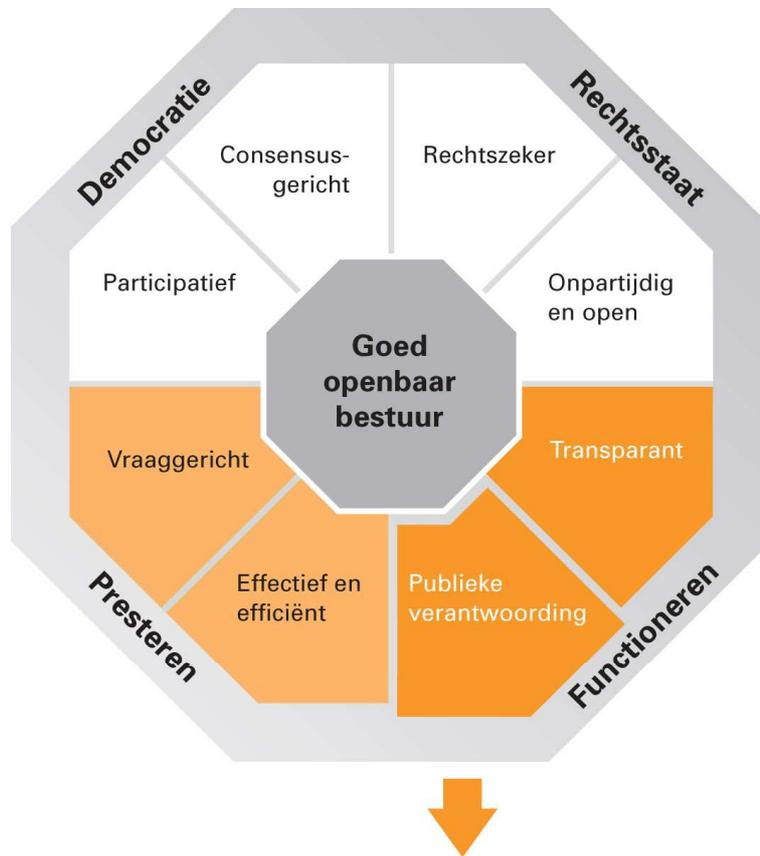 Democratie
Rechtsstaat
Consensus-
gericht
Rechtszeker
Participatief
Onpartijdig
en open
Goed
openbaar
bestuur
Vraaggericht
Transparant
Effectief en
efficiënt
Publieke
verantwoording
Presteren
Functioneren